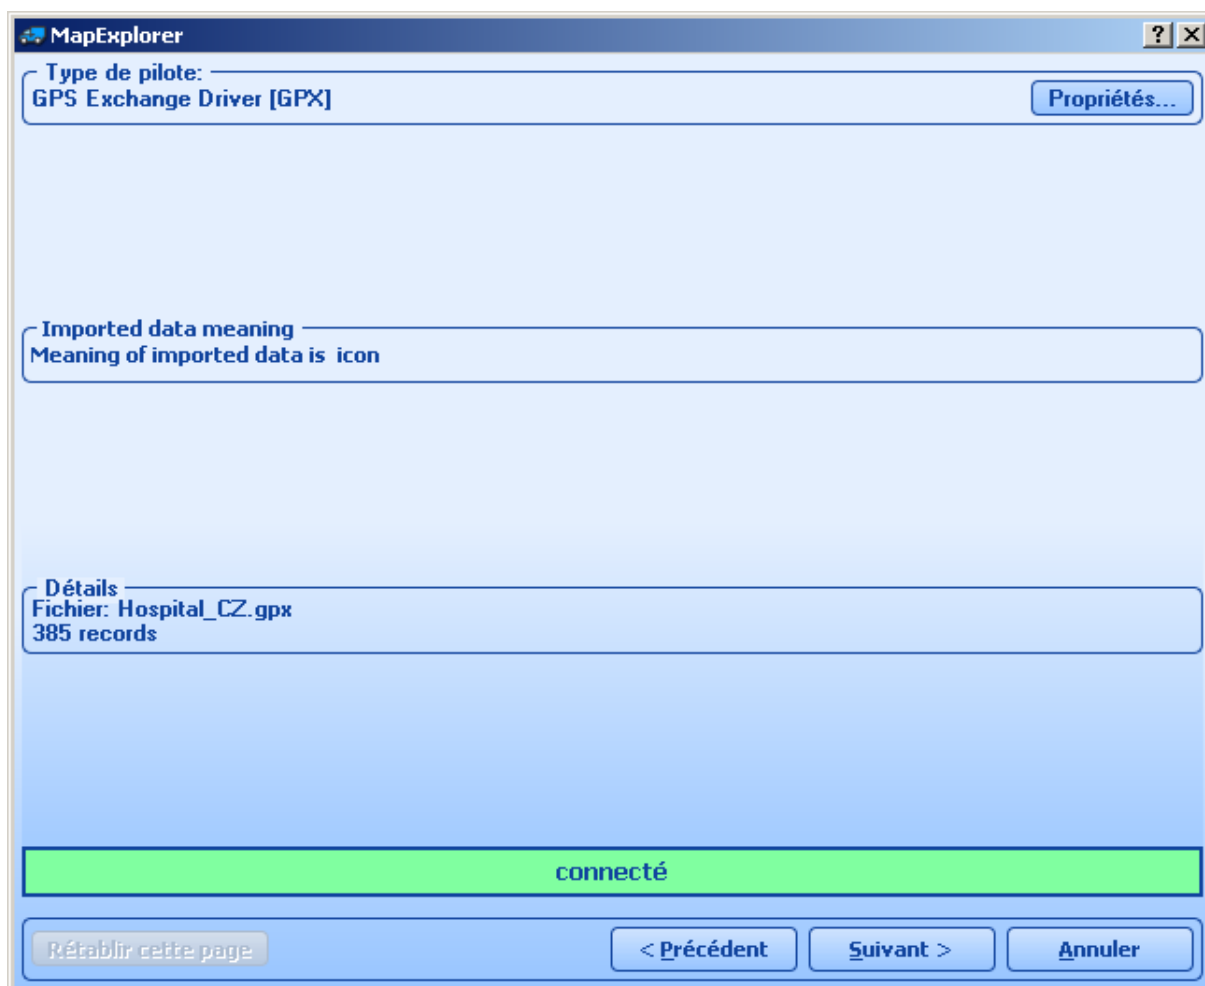 MapExplorer
Type de pilote:
GPS Exchange Driver [GPX]
Propriétés...
Imported data meaning
Meaning of imported data is icon
Détails
Fichier: Hospital_CZ.gpx
385 records
connecté
Rétablir cette page
< Précédent
Suivant >
Annuler